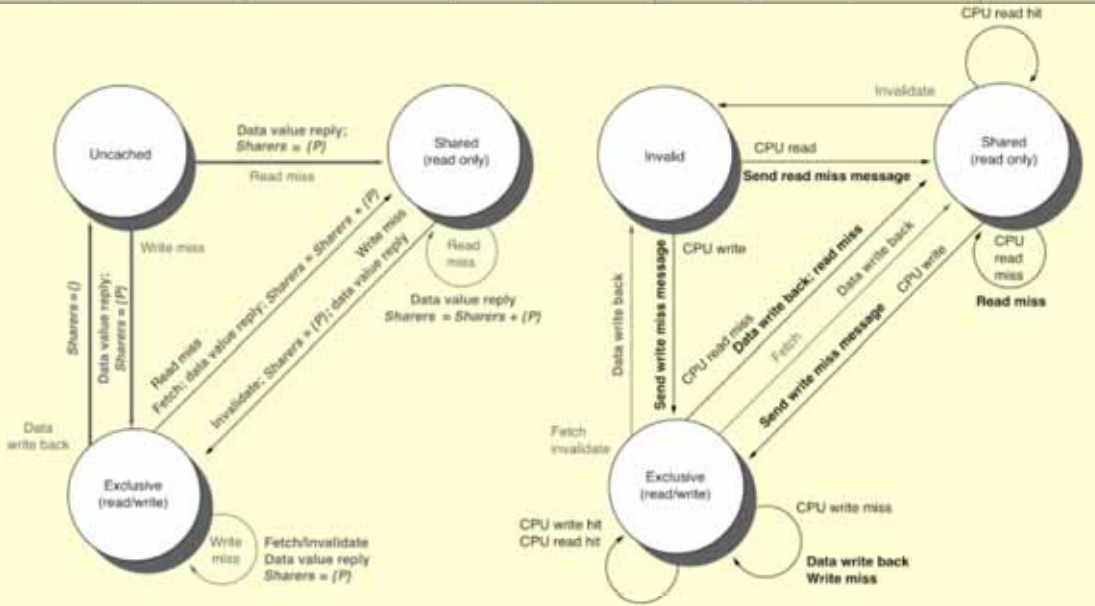 Uncached
Data value reply;
Sharers = {P}
Read miss
Shared
(read only)
Write miss
Sharers = {}
Data value reply;
Sharers = {P}
Read miss
Fetch; data value reply; Sharers = Sharers + {P}
Write miss
Invalidate; Sharers = {P}; data value reply
Read
miss
Data value reply
Sharers = Sharers + {P}
Data
write back
Exclusive
(read/write)
Write
miss
Fetch/Invalidate
Data value reply
Sharers = {P}
CPU read hit
Invalidate
Invalid
CPU read
Send read miss message
Shared
(read only)
CPU write
Data write back
Send write miss message
CPU read miss
Data write back; read miss
Fetch
Data write back
Send write miss message
CPU write
CPU
read
miss
Read miss
Fetch
invalidate
Exclusive
(read/write)
CPU write hit
CPU read hit
CPU write miss
Data write back
Write miss